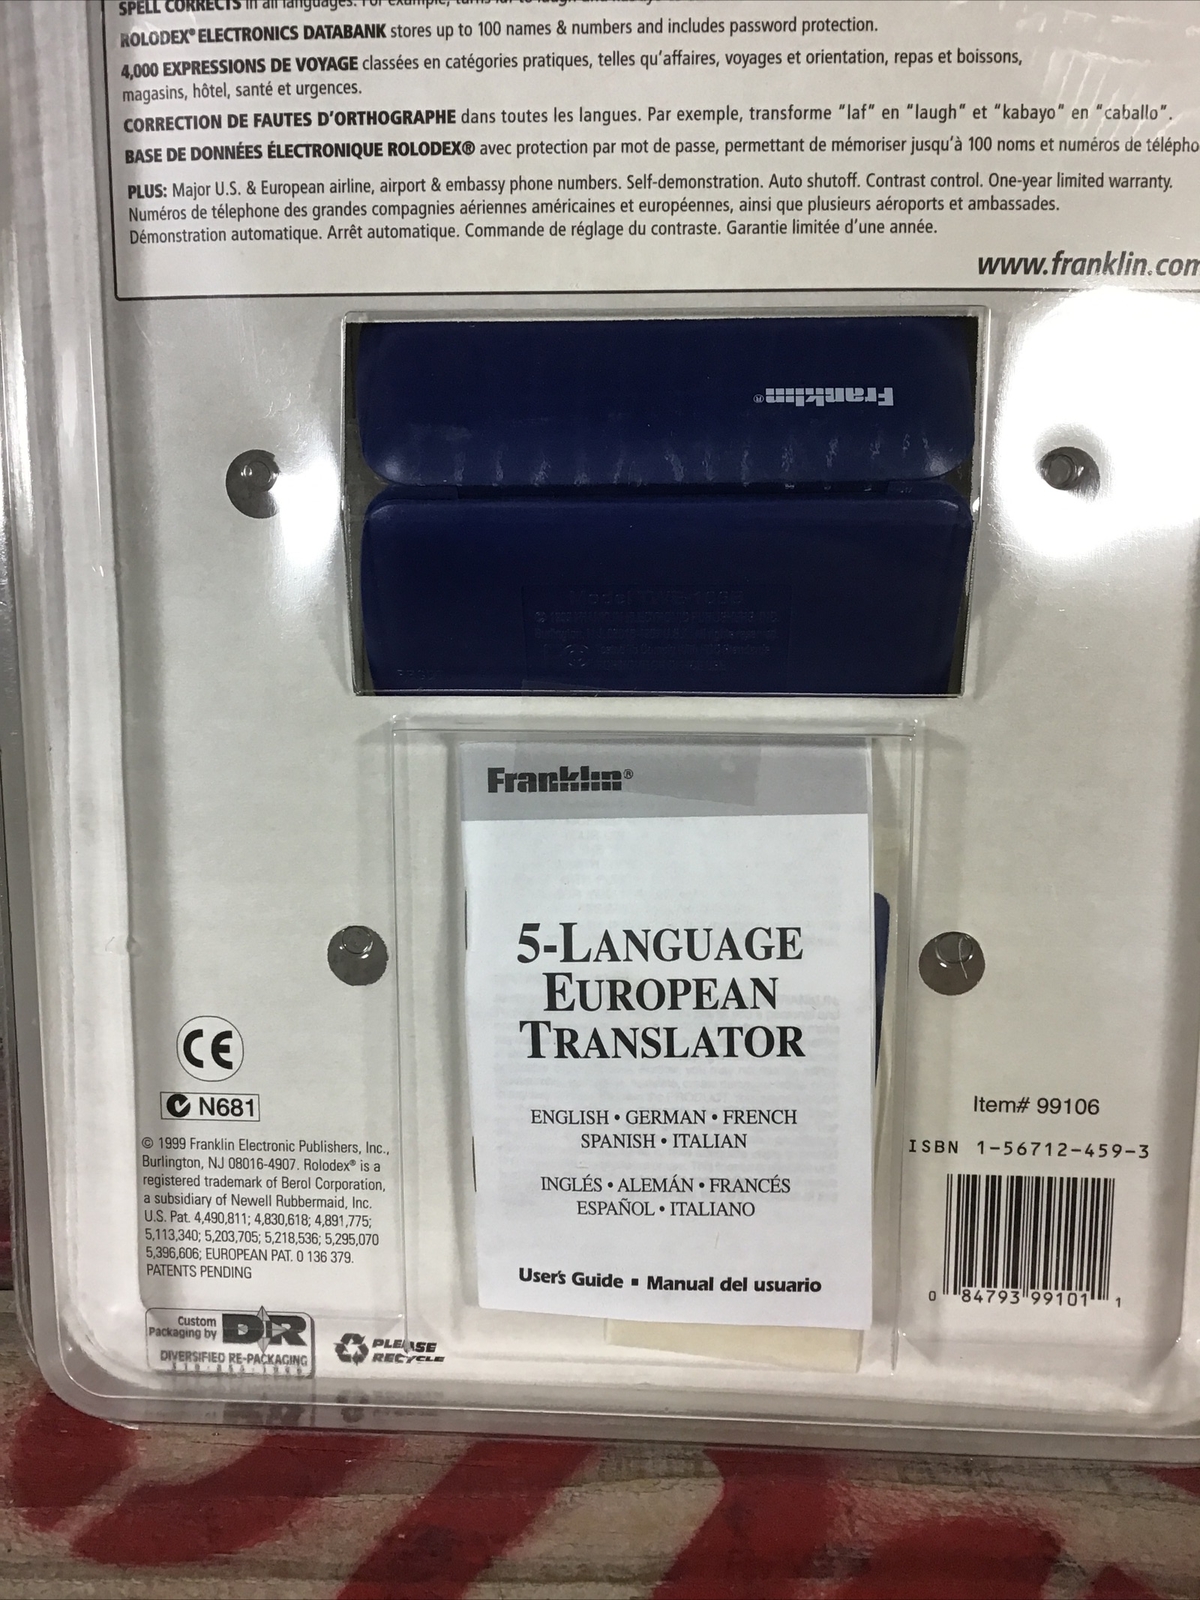 SPELL CORRECTS in all languages. For example, turns
ROLODEX® ELECTRONICS DATABANK stores up to 100 names & numbers and includes password protection.
4,000 EXPRESSIONS DE VOYAGE classées en catégories pratiques, telles qu'affaires, voyages et orientation, repas et boissons,
magasins, hôtel, santé et urgences.
CORRECTION DE FAUTES D'ORTHOGRAPHE dans toutes les langues. Par exemple, transforme "laf" en "laugh" et "kabayo" en "caballo".
BASE DE DONNÉES ÉLECTRONIQUE ROLODEX® avec protection par mot de passe, permettant de mémoriser jusqu'à 100 noms et numéros de télépho
PLUS: Major U.S. & European airline, airport & embassy phone numbers. Self-demonstration. Auto shutoff. Contrast control. One-year limited warranty.
Numéros de télephone des grandes compagnies aériennes américaines et européennes, ainsi que plusieurs aéroports et ambassades.
Démonstration automatique. Arrêt automatique. Commande de réglage du contraste. Garantie limitée d'une année.
www.franklin.com
Franklin®
Model
Franklin®
5-LANGUAGE
EUROPEAN
TRANSLATOR
ENGLISH • GERMAN • FRENCH
SPANISH • ITALIAN
INGLÉS • ALEMÁN • FRANCÉS
ESPAÑOL • ITALIANO
User's Guide ▪ Manual del usuario
CE
N681
© 1999 Franklin Electronic Publishers, Inc.,
Burlington, NJ 08016-4907. Rolodex® is a
registered trademark of Berol Corporation,
a subsidiary of Newell Rubbermaid, Inc.
U.S. Pat. 4,490,811; 4,830,618; 4,891,775;
5,113,340; 5,203,705; 5,218,536; 5,295,070
5,396,606; EUROPEAN PAT. 0 136 379.
PATENTS PENDING
Custom
Packaging by DR
DIVERSIFIED RE-PACKAGING
PLEASE
RECYCLE
Item# 99106
ISBN 1-56712-459-3
0 84793 99101 1